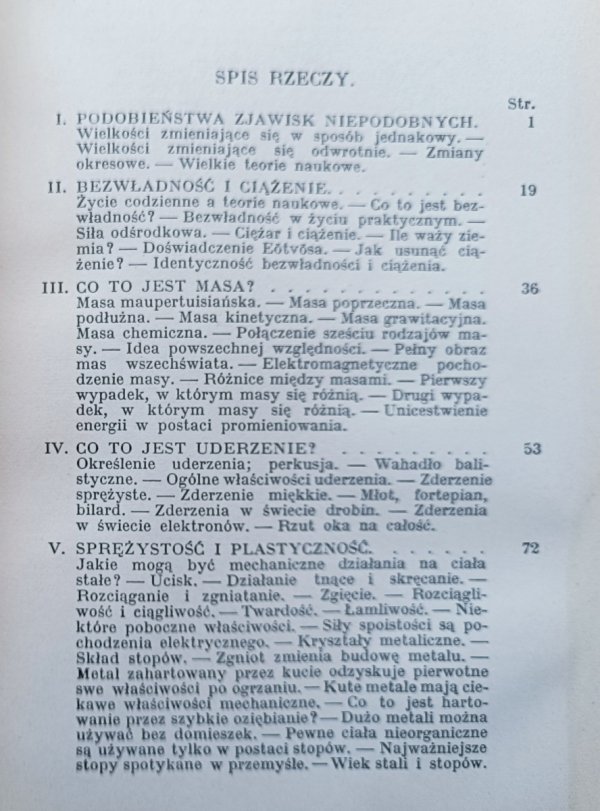 SPIS RZECZY.
Str.
I. PODOBIEŃSTWA ZJAWISK NIEPODOBNYCH. 1
Wielkości zmieniające się w sposób jednakowy. —
Wielkości zmieniające się odwrotnie. — Zmiany
okresowe. — Wielkie teorie naukowe.
II. BEZWŁADNOŚĆ I CIĄŻENIE. . . . . . . . . 19
Życie codzienne a teorie naukowe. — Co to jest bez-
władność? — Bezwładność w życiu praktycznym. —
Siła odśrodkowa. — Ciężar i ciążenie. — Ile waży zie-
mia? — Doświadczenie Eötvösa. — Jak usunąć cią-
żenie? — Identyczność bezwładności i ciążenia.
III. CO TO JEST MASA? . . . . . . . . . . . 36
Masa maupertuisiańska. — Masa poprzeczna. — Masa
podłużna. — Masa kinetyczna. — Masa grawitacyjna.
Masa chemiczna. — Połączenie sześciu rodzajów ma-
sy. — Idea powszechnej względności. — Pełny obraz
mas wszechświata. — Elektromagnetyczne pocho-
dzenie masy. — Różnice między masami. — Pierwszy
wypadek, w którym masy się różnią. — Drugi wypa-
dek, w którym masy się różnią. — Unicestwienie
energii w postaci promieniowania.
IV. CO TO JEST UDERZENIE? . . . . . . . . . 53
Określenie uderzenia; perkusja. — Wahadło bali-
styczne. — Ogólne właściwości uderzenia. — Zderzenie
sprężyste. — Zderzenie miękkie. — Młot, fortepian,
bilard. — Zderzenia w świecie drobin. — Zderzenia
w świecie elektronów. — Rzut oka na całość.
V. SPRĘŻYSTOŚĆ I PLASTYCZNOŚĆ. . . . . . . 72
Jakie mogą być mechaniczne działania na ciała
stałe? — Ucisk. — Działanie tnące i skręcanie. —
Rozciąganie i zgniatanie. — Zgięcie. — Rozciągli-
wość i ciągliwość. — Twardość. — Łamliwość. — Nie-
które poboczne właściwości. — Siły spoistości są po-
chodzenia elektrycznego. — Kryształy metaliczne. —
Skład stopów. — Zgniot zmienia budowę metalu. —
Metal zahartowany przez kucie odzyskuje pierwotne
swe właściwości po ogrzaniu. — Kute metale mają cie-
kawe właściwości mechaniczne. — Co to jest harto-
wanie przez szybkie oziębianie? — Dużo metali można
używać bez domieszek. — Pewne ciała nieorganiczne
są używane tylko w postaci stopów. — Najważniejsze
stopy spotykane w przemyśle. — Wiek stali i stopów.